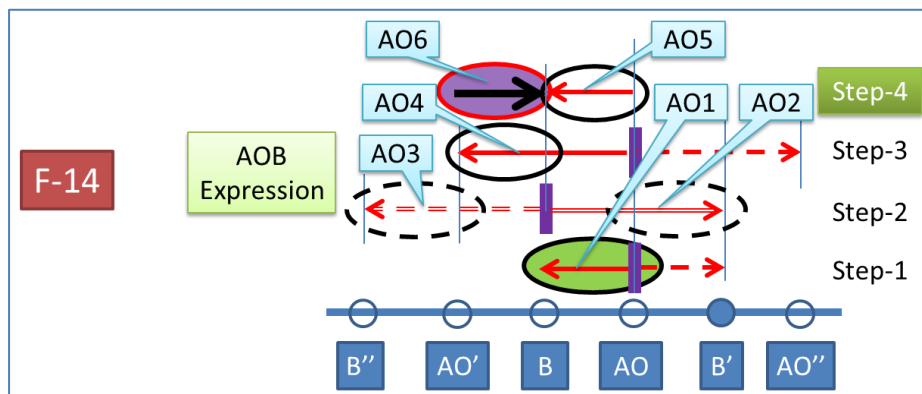 AO6
AO5
AO4
AO1
AO2
Step-4
F-14
AOB
Expression
AO3
Step-3
Step-2
Step-1
B''
AO'
B
AO
B'
AO''